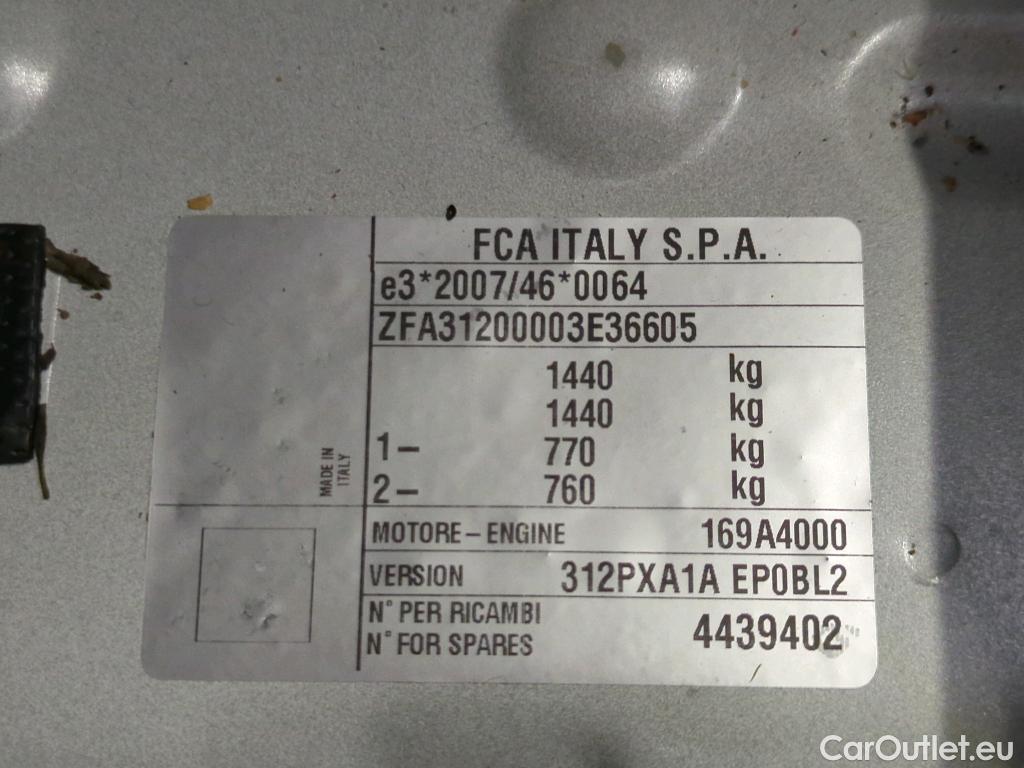 FCA ITALY S.P.A.
e3*2007/46*0064
ZFA31200003E36605
1440 kg
1440 kg
1– 770 kg
2– 760 kg
MADE IN
ITALY
MOTORE – ENGINE 169A4000
VERSION 312PXA1A EP0BL2
N° PER RICAMBI
N° FOR SPARES 4439402
CarOutlet.eu